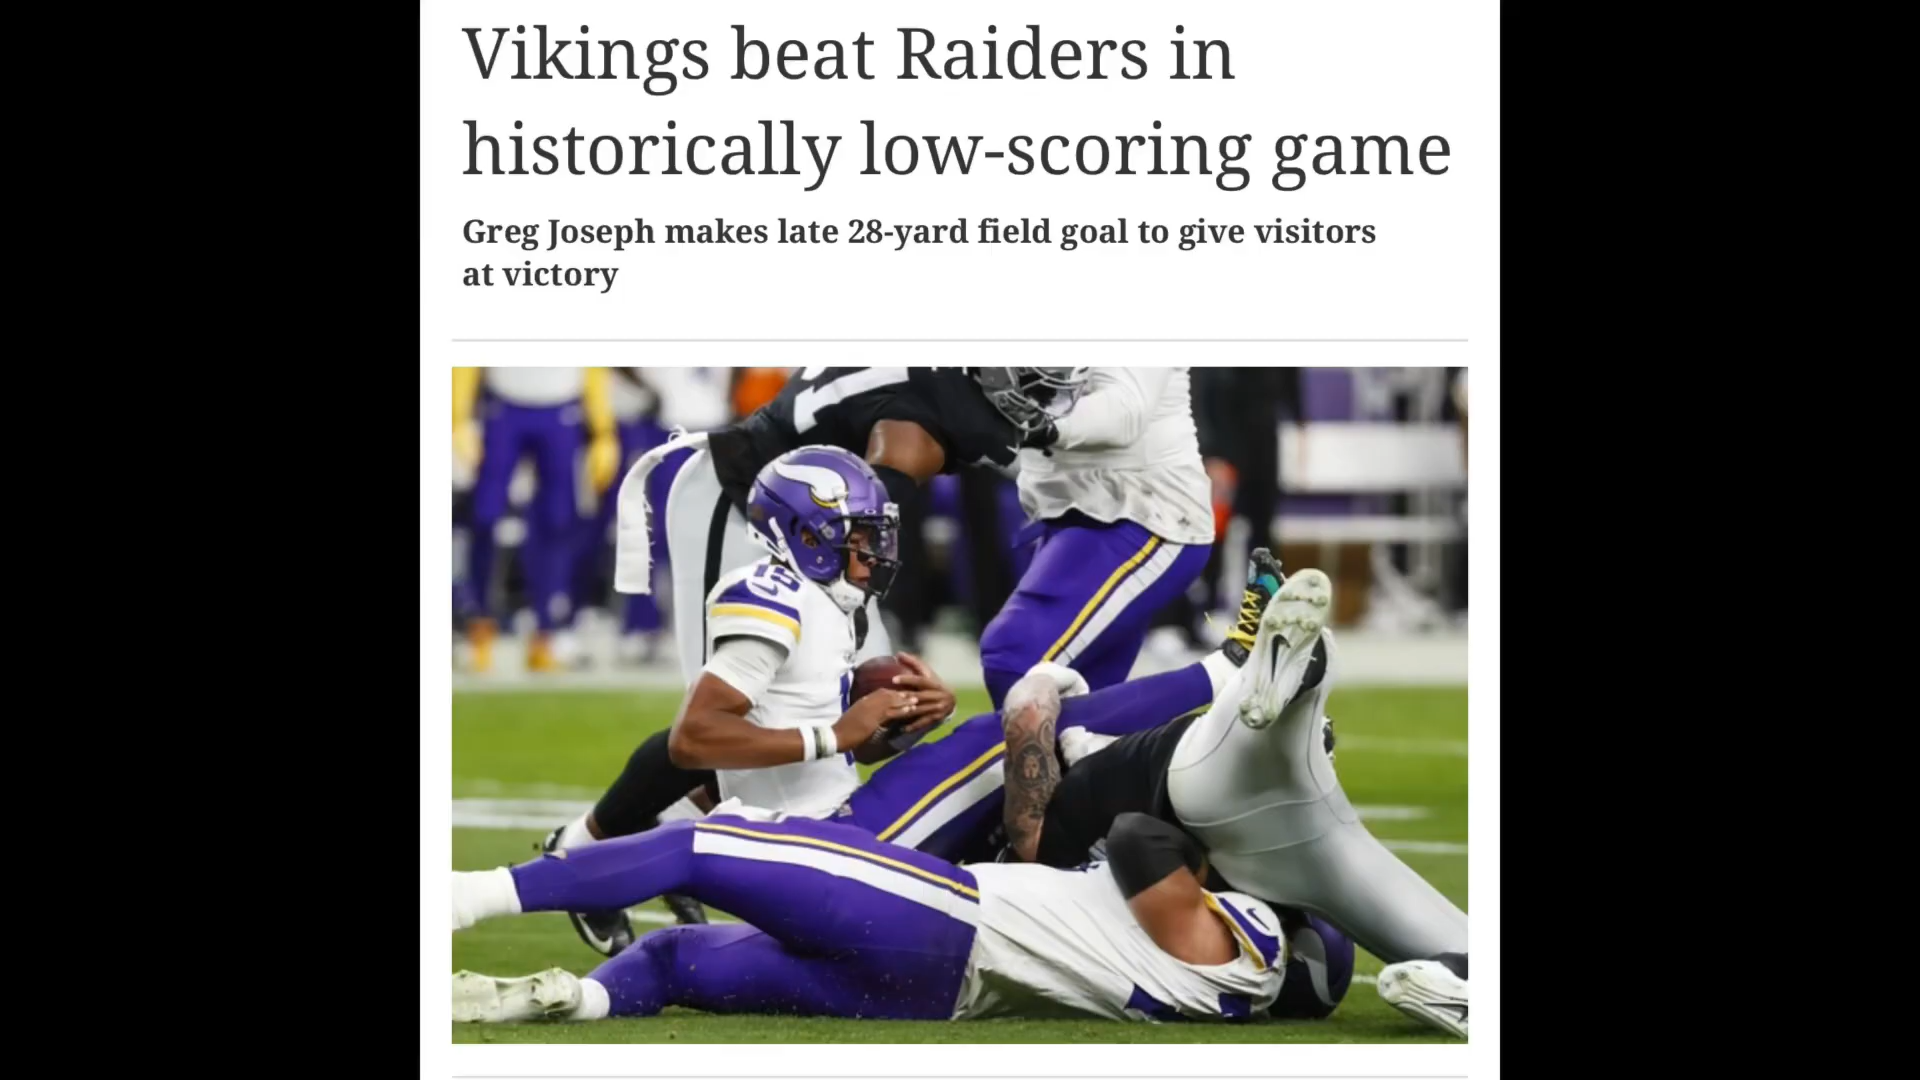 Vikings beat Raiders in
historically low-scoring game
Greg Joseph makes late 28-yard field goal to give visitors
at victory
15